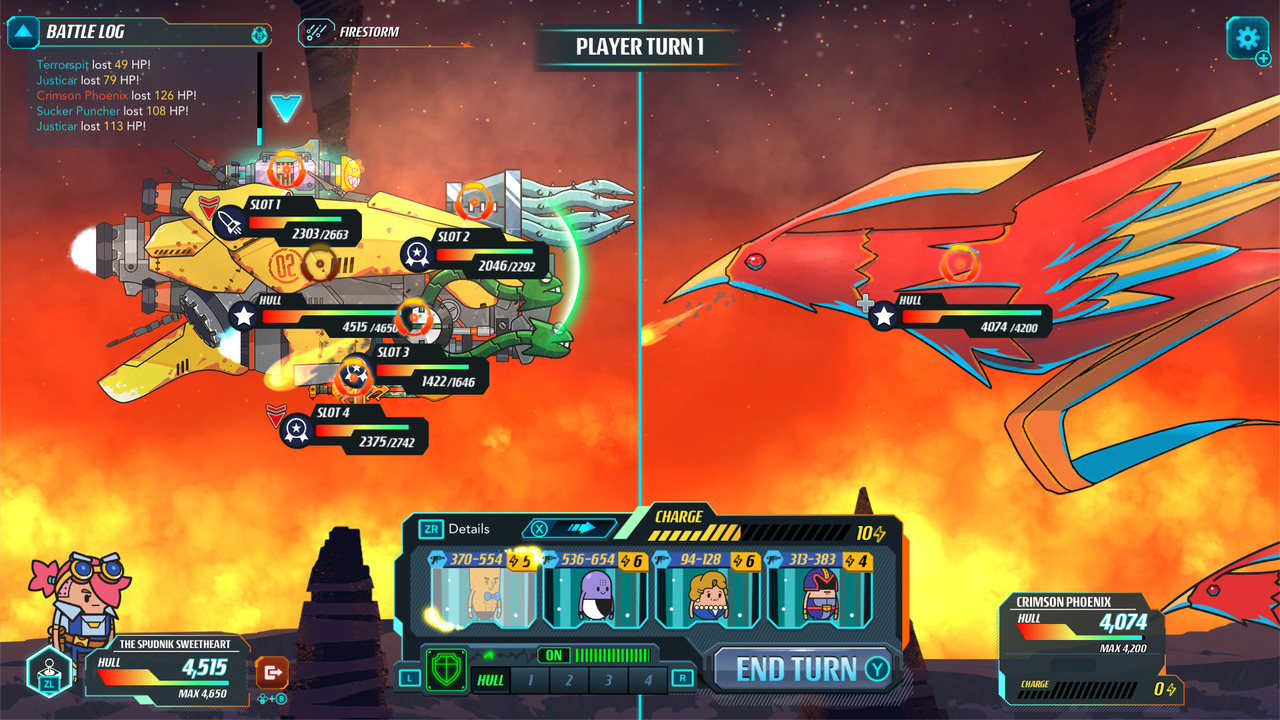 BATTLE LOG
FIRESTORM
PLAYER TURN 1
Terrorspit lost 49 HP!
Justicar lost 79 HP!
Crimson Phoenix lost 126 HP!
Sucker Puncher lost 108 HP!
Justicar lost 113 HP!
SLOT 1
2303/2663
SLOT 2
2046/2292
02
HULL
4515/4650
HULL
4074/4200
SLOT 3
1422/1646
SLOT 4
2375/2742
ZR Details
X
CHARGE
10
370-554 5
536-654 6
94-128 6
313-383 4
ON
L HULL 1 2 3 4 R
END TURN Y
THE SPUDNIK SWEETHEART
HULL 4,515
MAX 4,650
ZL
+B
CRIMSON PHOENIX
HULL 4,074
MAX 4,200
CHARGE 0